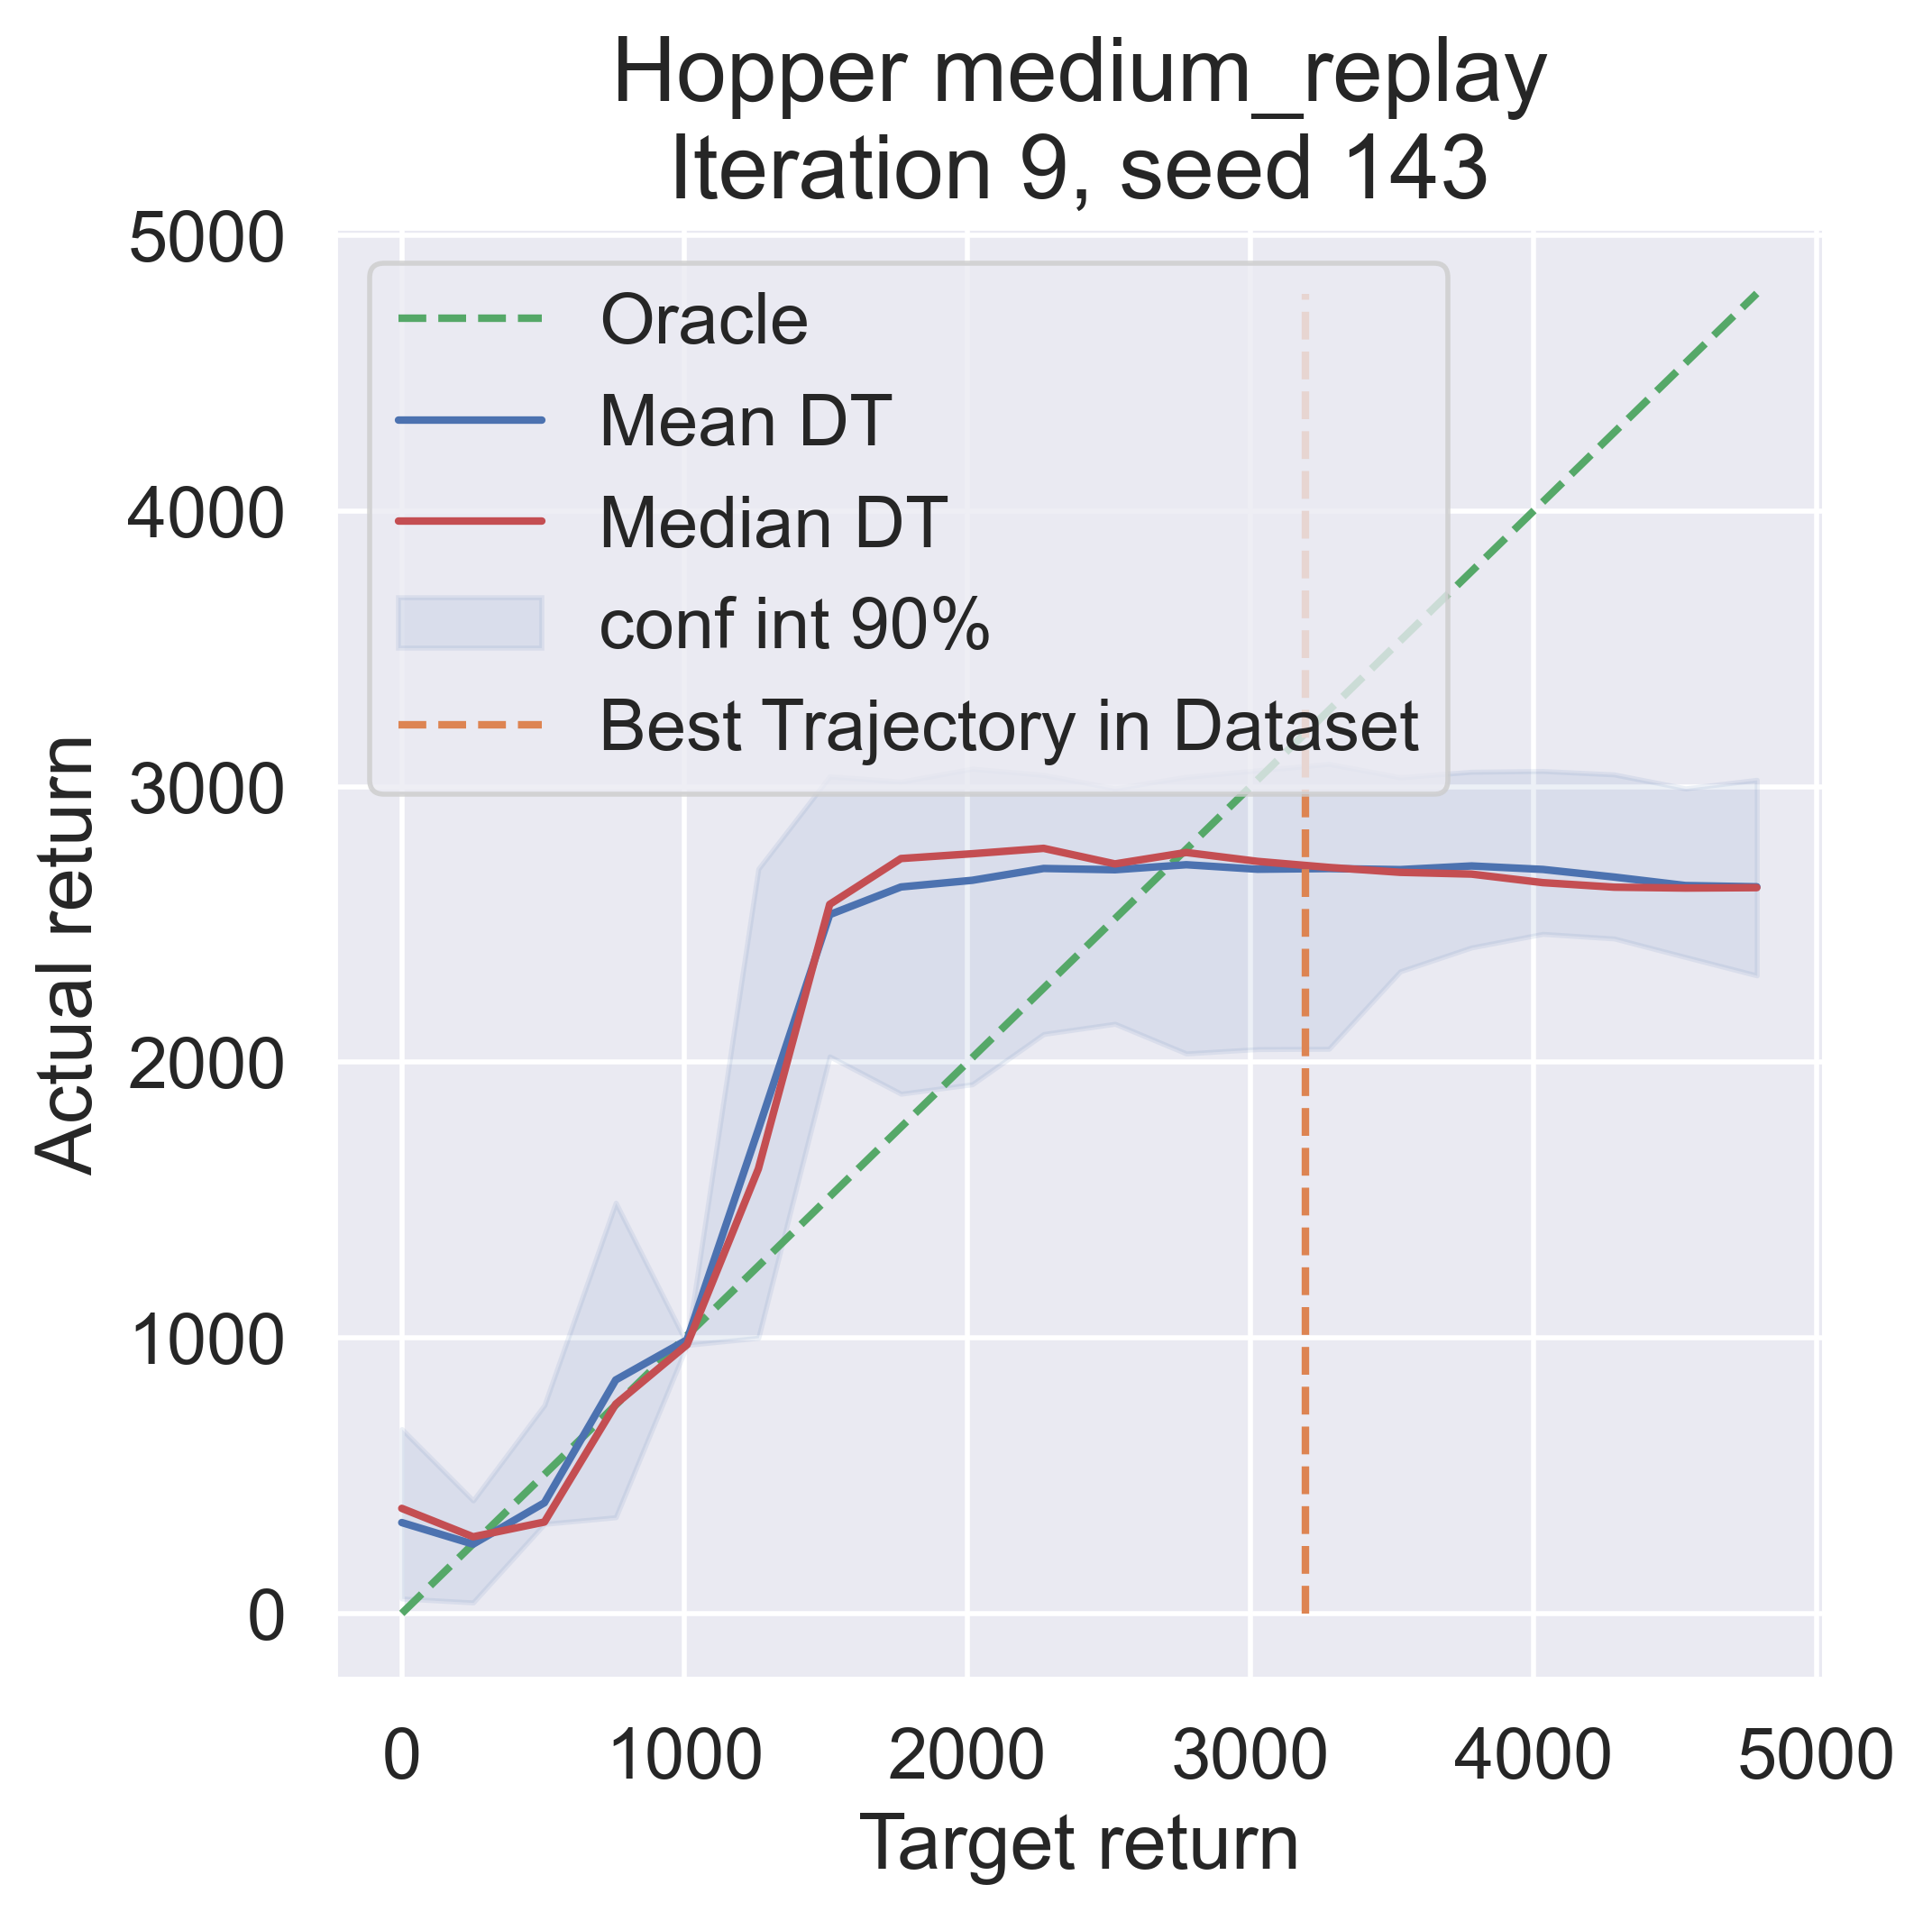 Hopper medium_replay
Iteration 9, seed 143
5000
4000
3000
2000
1000
0
Actual return
Oracle
Mean DT
Median DT
conf int 90%
Best Trajectory in Dataset
0 1000 2000 3000 4000 5000
Target return